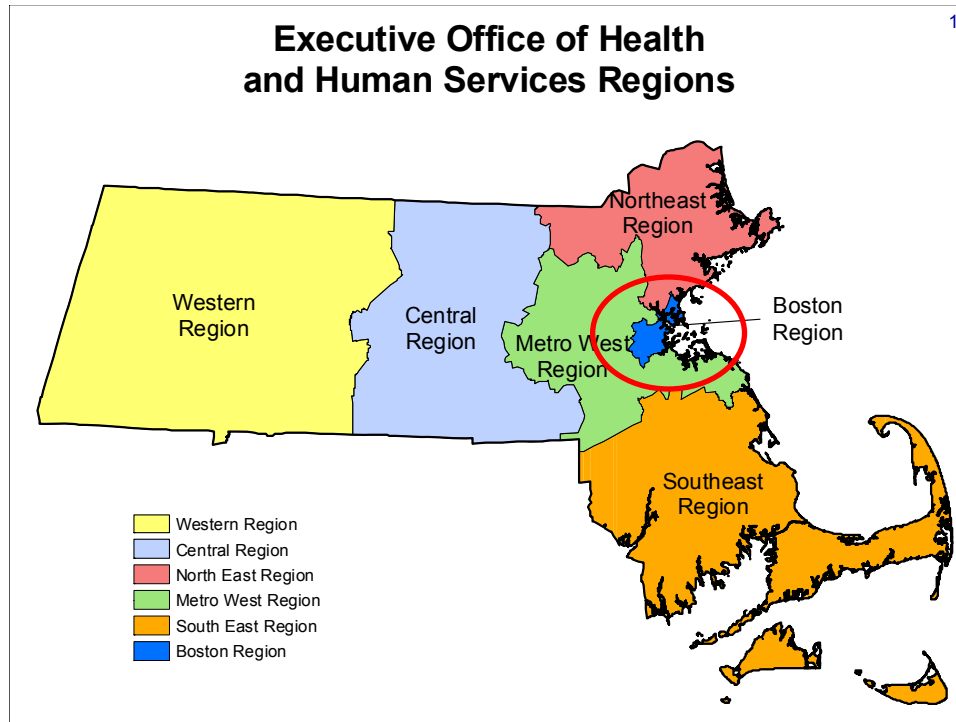 1
Executive Office of Health
and Human Services Regions
Northeast
Region
Western
Region
Central
Region
Metro West
Region
Boston
Region
Southeast
Region
Western Region
Central Region
North East Region
Metro West Region
South East Region
Boston Region